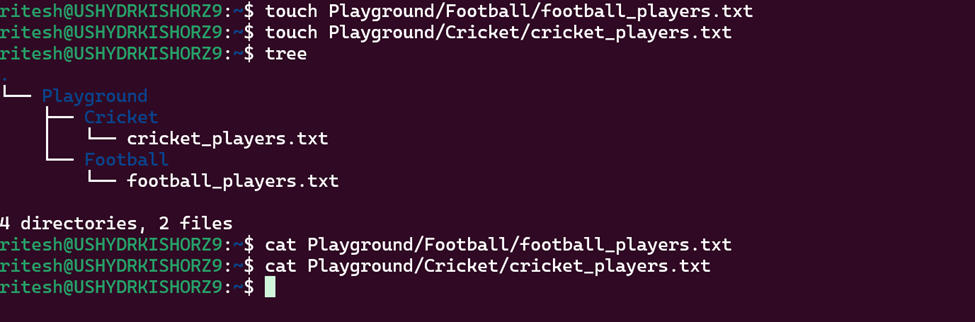 ritesh@USHYDRKISHORZ9:~$ touch Playground/Football/football_players.txt
ritesh@USHYDRKISHORZ9:~$ touch Playground/Cricket/cricket_players.txt
ritesh@USHYDRKISHORZ9:~$ tree
.
└── Playground
    ├── Cricket
    │   └── cricket_players.txt
    └── Football
        └── football_players.txt

4 directories, 2 files
ritesh@USHYDRKISHORZ9:~$ cat Playground/Football/football_players.txt
ritesh@USHYDRKISHORZ9:~$ cat Playground/Cricket/cricket_players.txt
ritesh@USHYDRKISHORZ9:~$